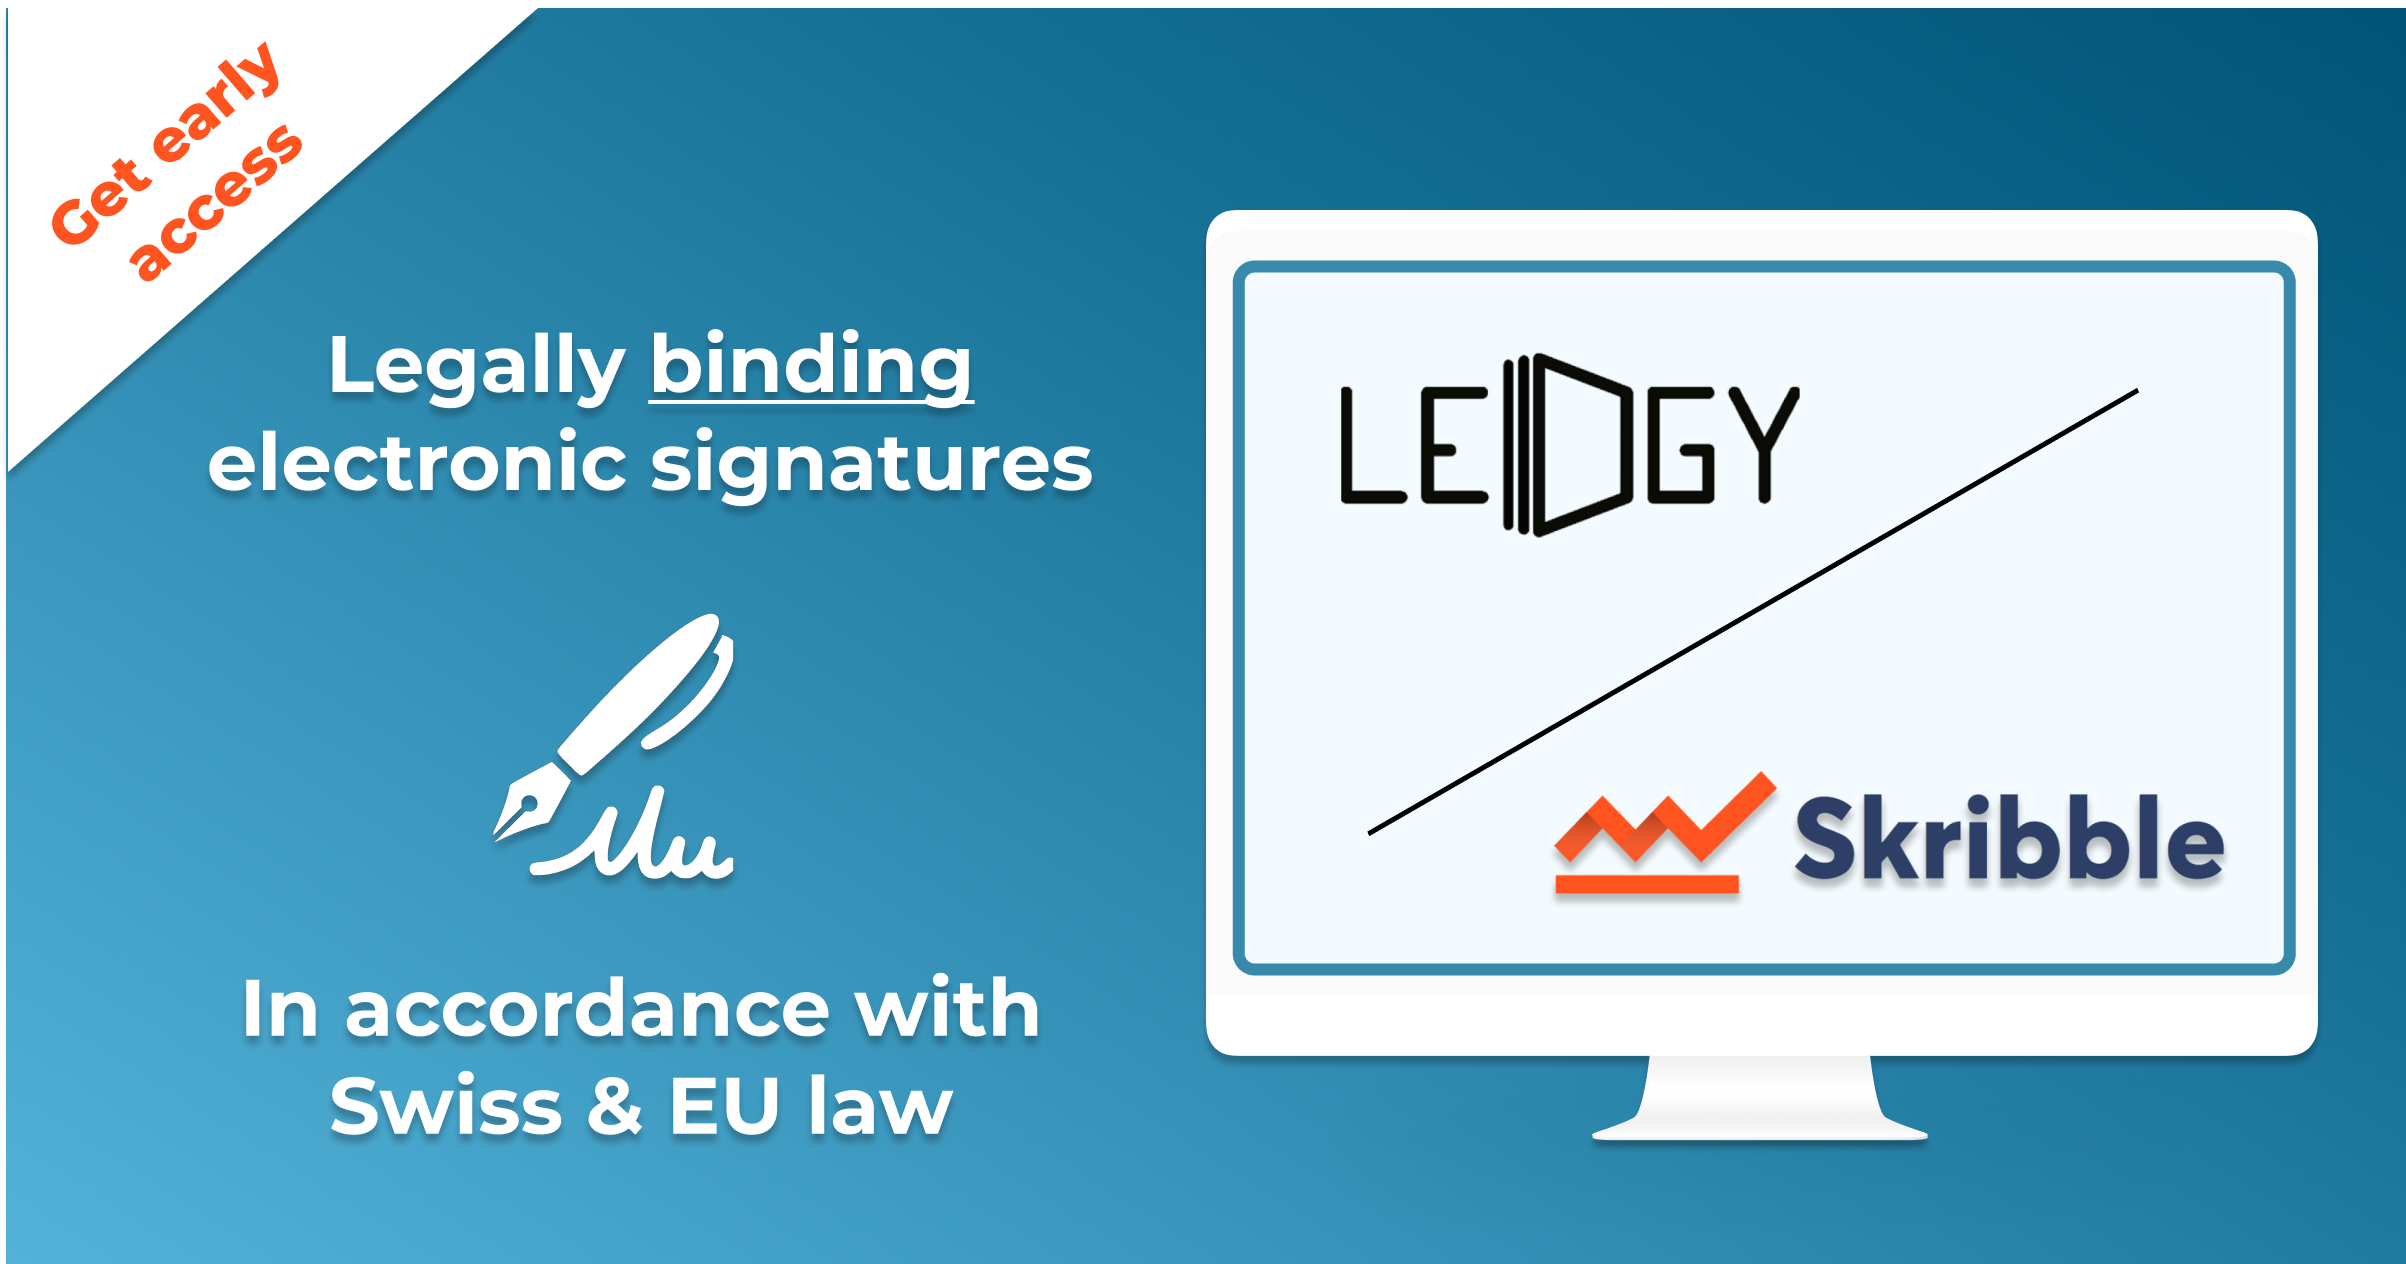 Get early
access
Legally binding
electronic signatures
In accordance with
Swiss & EU law
LEDGY
Skribble